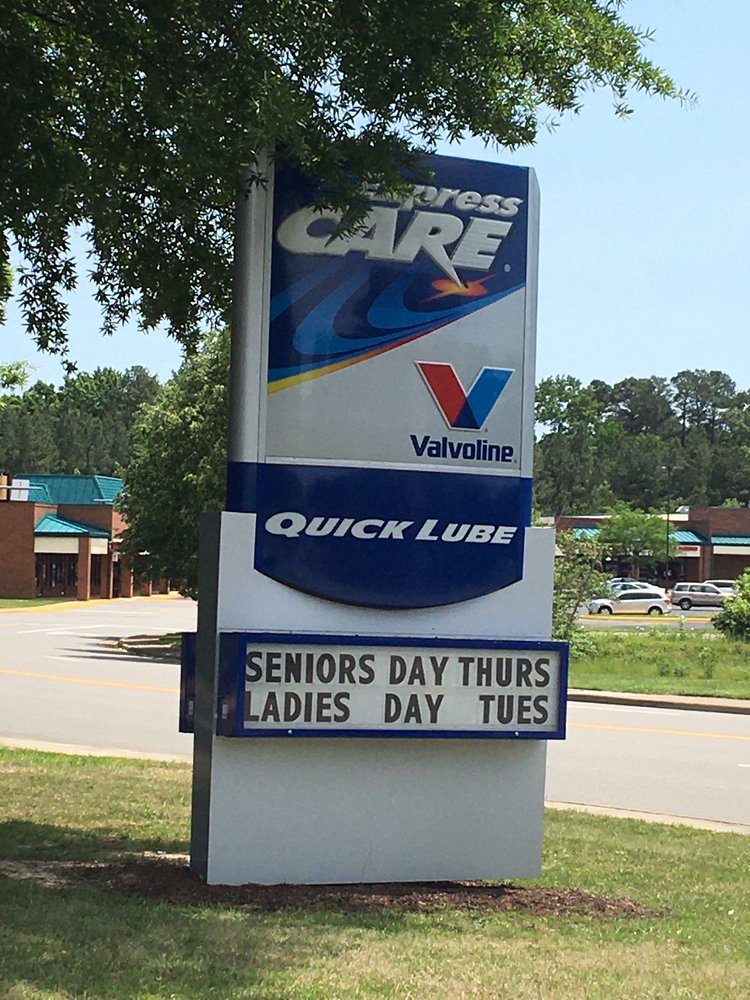 Express
CARE
Valvoline
QUICK LUBE
SENIORS DAY THURS
LADIES DAY TUES